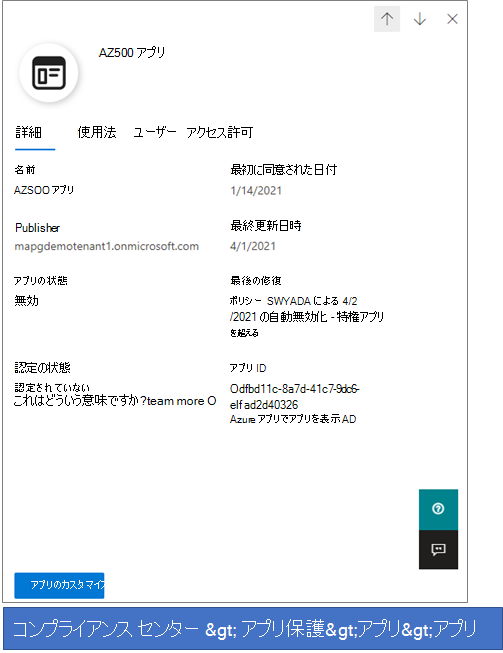 AZ500 アプリ
詳細 使用法 ユーザー アクセス許可
名前
AZSOO アプリ
最初に同意された日付
1/14/2021
Publisher
mapgdemotenant1.onmicrosoft.com
最終更新日時
4/1/2021
アプリの状態
無効
最後の修復
ポリシー SWYADA による 4/2
/2021 の自動無効化 - 特権アプリ
を超える
認定の状態
認定されていない
これはどういう意味ですか?team more O
アプリ ID
Odfbd11c-8a7d-41c7-9dc6-
elf ad2d40326
Azure アプリでアプリを表示 AD
アプリのカスタマイズ
コンプライアンス センター &gt; アプリ保護&gt;アプリ&gt;アプリ